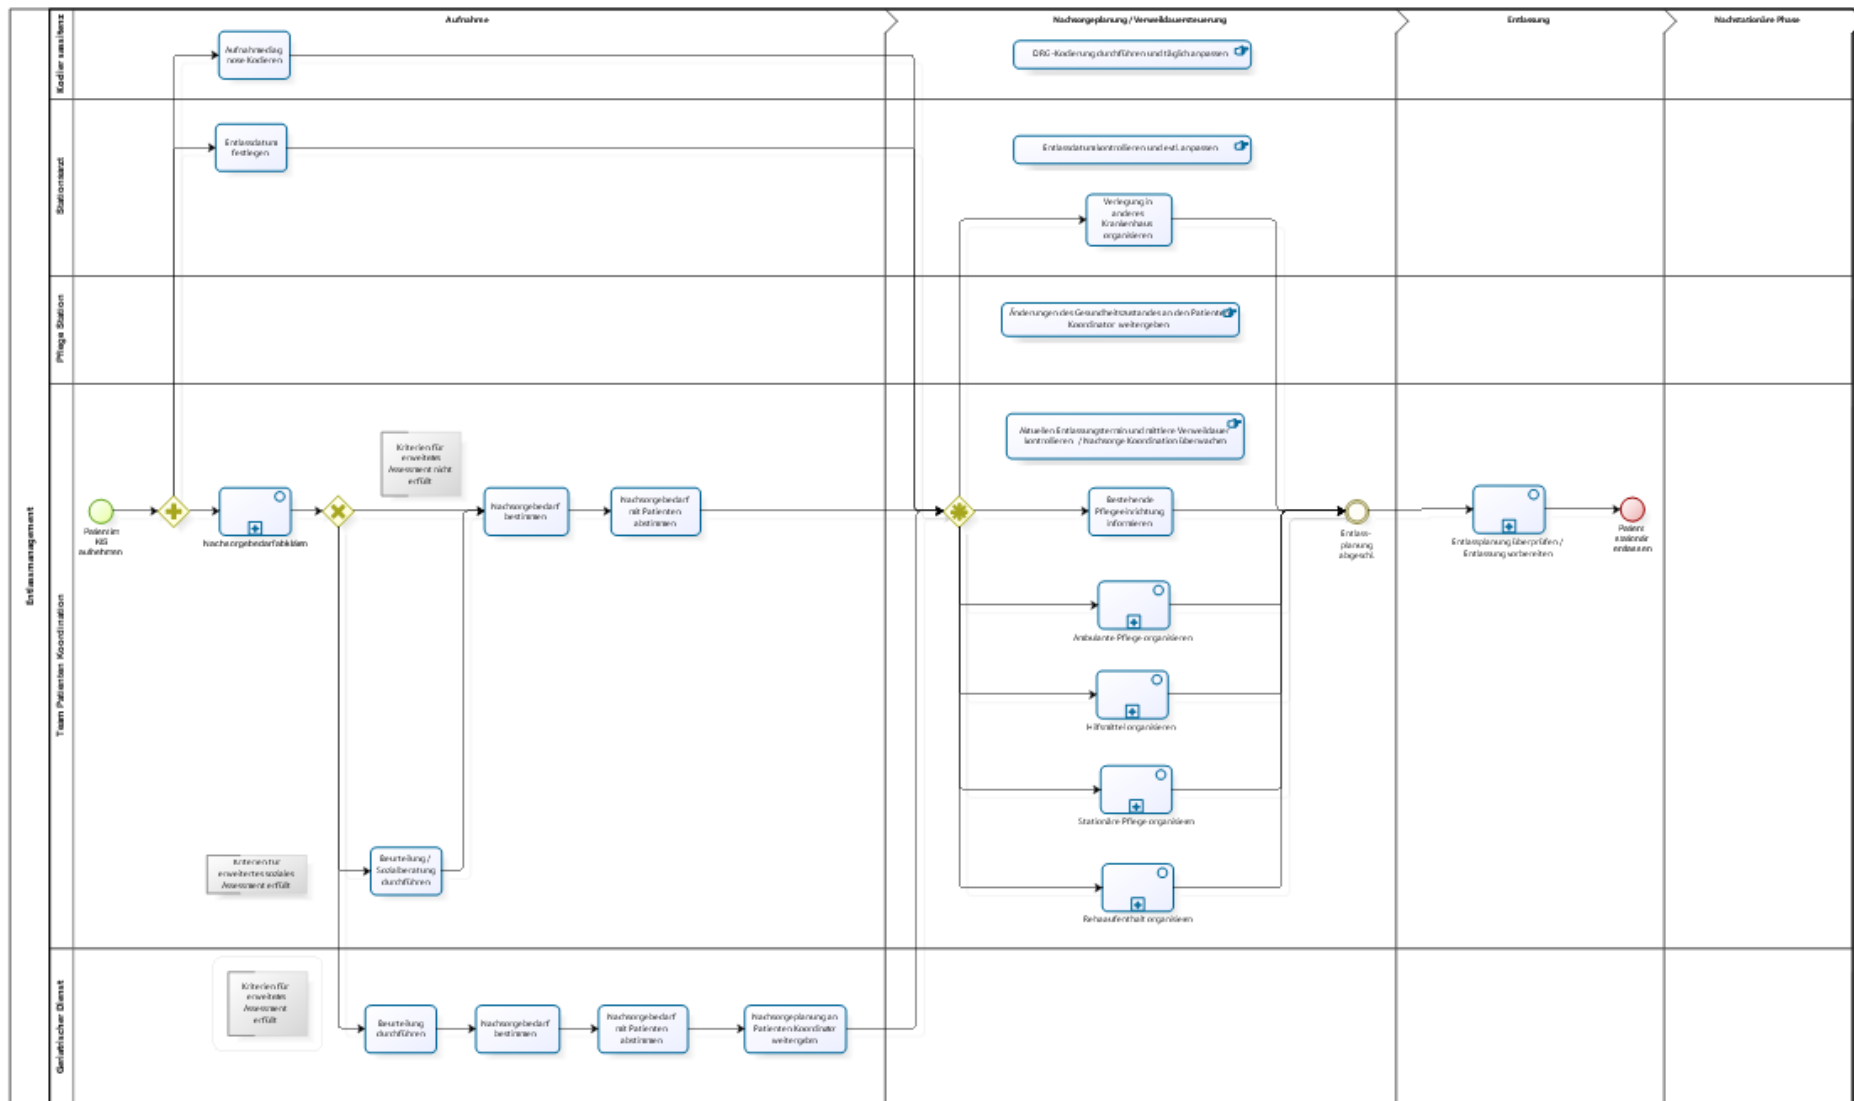 Aufnahme
Nachsorgeplanung / Verweildauersteuerung
Entlassung
Nachstationäre Phase
Entlassmanagement
Kodier assistenz
Aufnahmediag
nose Kodieren
DRG-Kodierung durchführen und täglich anpassen
Stationsarzt
Entlassdatum
festlegen
Entlassdatum kontrollieren und evtl. anpassen
Verlegung in
anderes
Krankenhaus
organisieren
Pflege Station
Änderungen des Gesundheitszustandes an den Patienten
Koordinator weitergeben
Team Patienten Koordination
Aktuellen Entlassungstermin und mittlere Verweildauer
kontrollieren / Nachsorge Koordination überwachen
Kriterien für
erweitetes
Assessment nicht
erfüllt
Patient im
KIS
aufnehmen
Nachsorgebedarf abklären
Nachsorgebedarf
bestimmen
Nachsorgebedarf
mit Patienten
abstimmen
Bestehende
Pflegeeinrichtung
informieren
Entlass-
planung
abgeschl.
Entlassplanung überprüfen /
Entlassung vorbereiten
Patient
stationär
entlassen
Ambulante Pflege organisieren
Hilfsmittel organisieren
Stationäre Pflege organisieren
Kriterien für
erweitertes soziales
Assessment erfüllt
Beurteilung /
Sozialberatung
durchführen
Rehaaufenthalt organisieren
Geriatrischer Dienst
Kriterien für
erweitetes
Assessment
erfüllt
Beurteilung
durchführen
Nachsorgebedarf
bestimmen
Nachsorgebedarf
mit Patienten
abstimmen
Nachsorgeplanung an
Patienten Koordinator
weitergeben